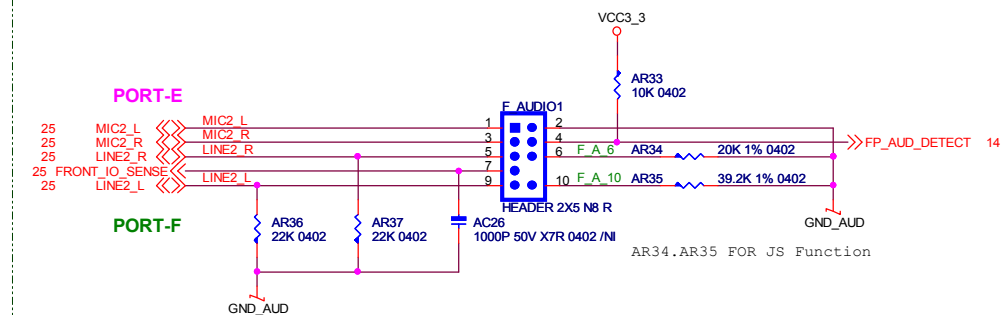 VCC3_3
AR33
10K 0402
PORT-E
F_AUDIO1
25 MIC2_L MIC2_L 1 2
25 MIC2_R MIC2_R 3 4 FP_AUD_DETECT 14
25 LINE2_R LINE2_R 5 6 F_A_6 AR34 20K 1% 0402
25 FRONT_IO_SENSE 7
25 LINE2_L LINE2_L 9 10 F_A_10 AR35 39.2K 1% 0402
HEADER 2X5 N8 R
PORT-F
AR36
22K 0402
AR37
22K 0402
AC26
1000P 50V X7R 0402 /NI
GND_AUD
AR34.AR35 FOR JS Function
GND_AUD